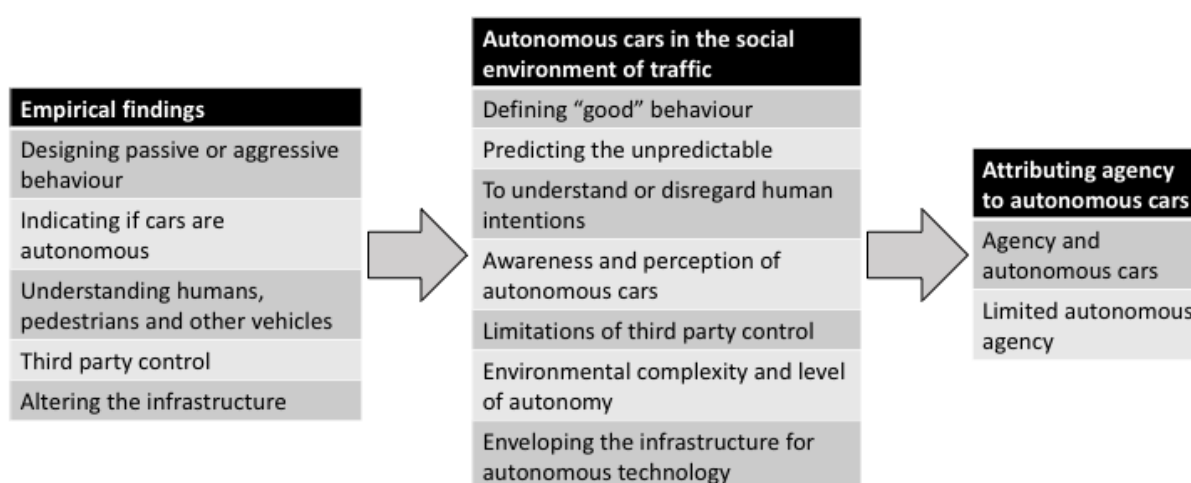 Empirical findings
Designing passive or aggressive
behaviour
Indicating if cars are
autonomous
Understanding humans,
pedestrians and other vehicles
Third party control
Altering the infrastructure
Autonomous cars in the social
environment of traffic
Defining “good” behaviour
Predicting the unpredictable
To understand or disregard human
intentions
Awareness and perception of
autonomous cars
Limitations of third party control
Environmental complexity and level
of autonomy
Enveloping the infrastructure for
autonomous technology
Attributing agency
to autonomous cars
Agency and
autonomous cars
Limited autonomous
agency